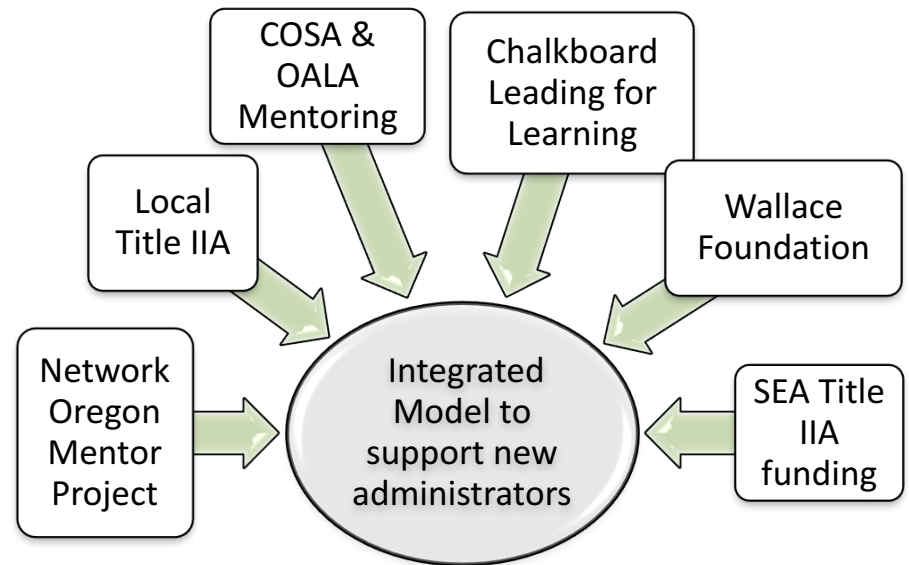 COSA &
OALA
Mentoring
Chalkboard
Leading for
Learning
Local
Title IIA
Wallace
Foundation
Network
Oregon
Mentor
Project
Integrated
Model to
support new
administrators
SEA Title
IIA
funding